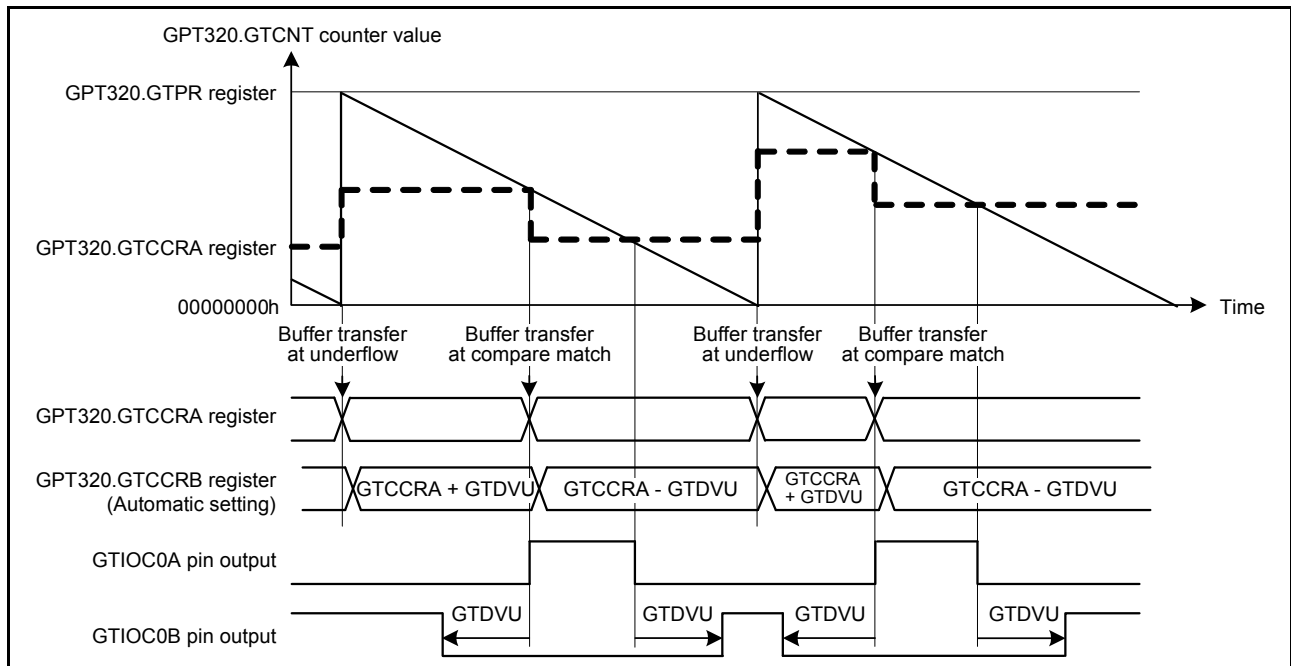 GPT320.GTCNT counter value
GPT320.GTPR register
GPT320.GTCCRA register
00000000h
Time
Buffer transfer
at underflow
Buffer transfer
at compare match
Buffer transfer
at underflow
Buffer transfer
at compare match
GPT320.GTCCRA register
GPT320.GTCCRB register
(Automatic setting)
GTCCRA + GTDVU
GTCCRA - GTDVU
GTCCRA
+ GTDVU
GTCCRA - GTDVU
GTIOC0A pin output
GTIOC0B pin output
GTDVU
GTDVU
GTDVU
GTDVU